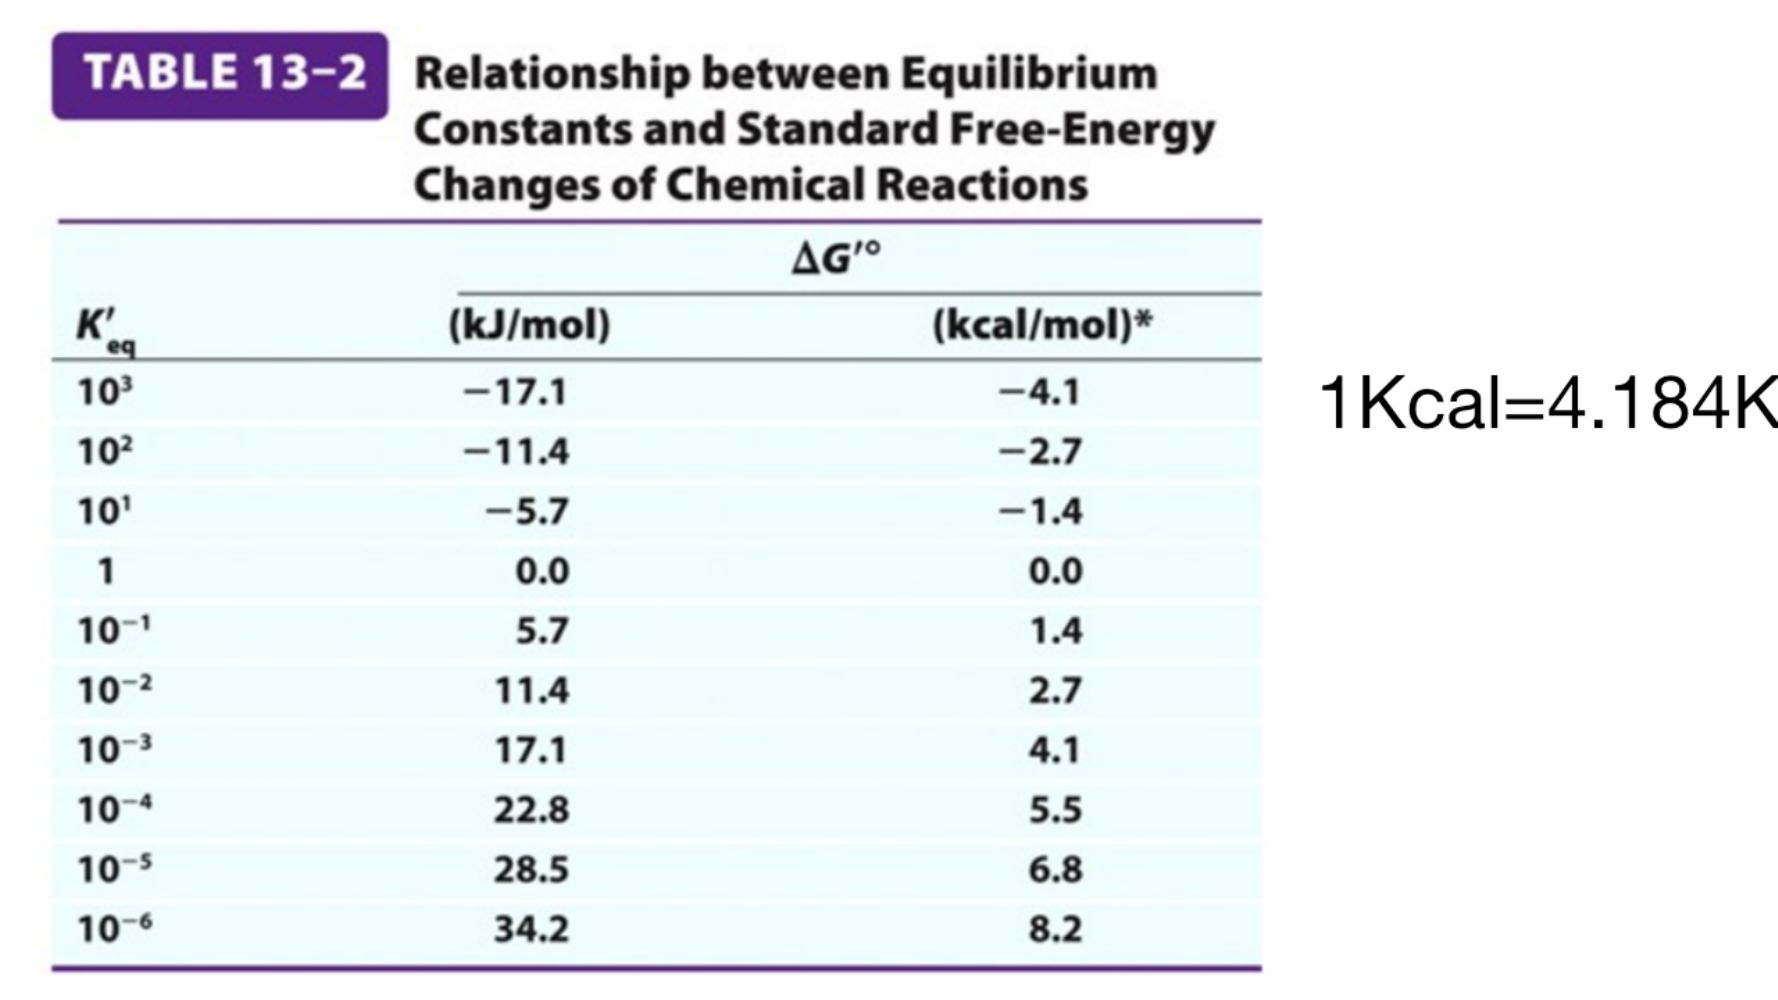 TABLE 13–2 Relationship between Equilibrium
Constants and Standard Free-Energy
Changes of Chemical Reactions
ΔG′°
K′eq (kJ/mol) (kcal/mol)*
10³ −17.1 −4.1
10² −11.4 −2.7
10¹ −5.7 −1.4
1 0.0 0.0
10⁻¹ 5.7 1.4
10⁻² 11.4 2.7
10⁻³ 17.1 4.1
10⁻⁴ 22.8 5.5
10⁻⁵ 28.5 6.8
10⁻⁶ 34.2 8.2
1Kcal=4.184K